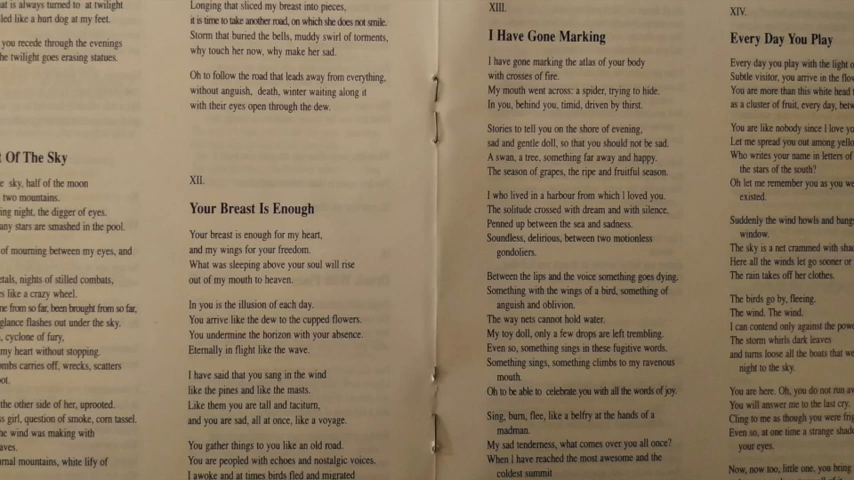 at is always turned to at twilight
led like a hurt dog at my feet.
you recede through the evenings
he twilight goes erasing statues.
t Of The Sky
e sky, half of the moon
two mountains.
ing night, the digger of eyes.
any stars are smashed in the pool.
of mourning between my eyes, and
etals, nights of stilled combats,
s like a crazy wheel.
me from so far, been brought from so far,
glance flashes out under the sky.
, cyclone of fury,
my heart without stopping.
ombs carries off, wrecks, scatters
ot.
the other side of her, uprooted.
ss girl, question of smoke, corn tassel.
he wind was making with
aves.
rnal mountains, white lify of
Longing that sliced my breast into pieces,
it is time to take another road, on which she does not smile.
Storm that buried the bells, muddy swirl of torments,
why touch her now, why make her sad.
Oh to follow the road that leads away from everything,
without anguish, death, winter waiting along it
with their eyes open through the dew.
XII.
Your Breast Is Enough
Your breast is enough for my heart,
and my wings for your freedom.
What was sleeping above your soul will rise
out of my mouth to heaven.
In you is the illusion of each day.
You arrive like the dew to the cupped flowers.
You undermine the horizon with your absence.
Eternally in flight like the wave.
I have said that you sang in the wind
like the pines and like the masts.
Like them you are tall and taciturn,
and you are sad, all at once, like a voyage.
You gather things to you like an old road.
You are peopled with echoes and nostalgic voices.
I awoke and at times birds fled and migrated
XIII.
I Have Gone Marking
I have gone marking the atlas of your body
with crosses of fire.
My mouth went across: a spider, trying to hide.
In you, behind you, timid, driven by thirst.
Stories to tell you on the shore of evening,
sad and gentle doll, so that you should not be sad.
A swan, a tree, something far away and happy.
The season of grapes, the ripe and fruitful season.
I who lived in a harbour from which I loved you.
The solitude crossed with dream and with silence.
Penned up between the sea and sadness.
Soundless, delirious, between two motionless
gondoliers.
Between the lips and the voice something goes dying.
Something with the wings of a bird, something of
anguish and oblivion.
The way nets cannot hold water.
My toy doll, only a few drops are left trembling.
Even so, something sings in these fugitive words.
Something sings, something climbs to my ravenous
mouth.
Oh to be able to celebrate you with all the words of joy.
Sing, burn, flee, like a belfry at the hands of a
madman.
My sad tenderness, what comes over you all at once?
When I have reached the most awesome and the
coldest summit
XIV.
Every Day You Play
Every day you play with the light o
Subtle visitor, you arrive in the flow
You are more than this white head t
as a cluster of fruit, every day, betw
You are like nobody since I love yo
Let me spread you out among yello
Who writes your name in letters of
the stars of the south?
Oh let me remember you as you we
existed.
Suddenly the wind howls and bangs
window.
The sky is a net crammed with shad
Here all the winds let go sooner or
The rain takes off her clothes.
The birds go by, fleeing.
The wind. The wind.
I can contend only against the powe
The storm whirls dark leaves
and turns loose all the boats that we
night to the sky.
You are here. Oh, you do not run aw
You will answer me to the last cry.
Cling to me as though you were frig
Even so, at one time a strange shado
your eyes.
Now, now too, little one, you bring